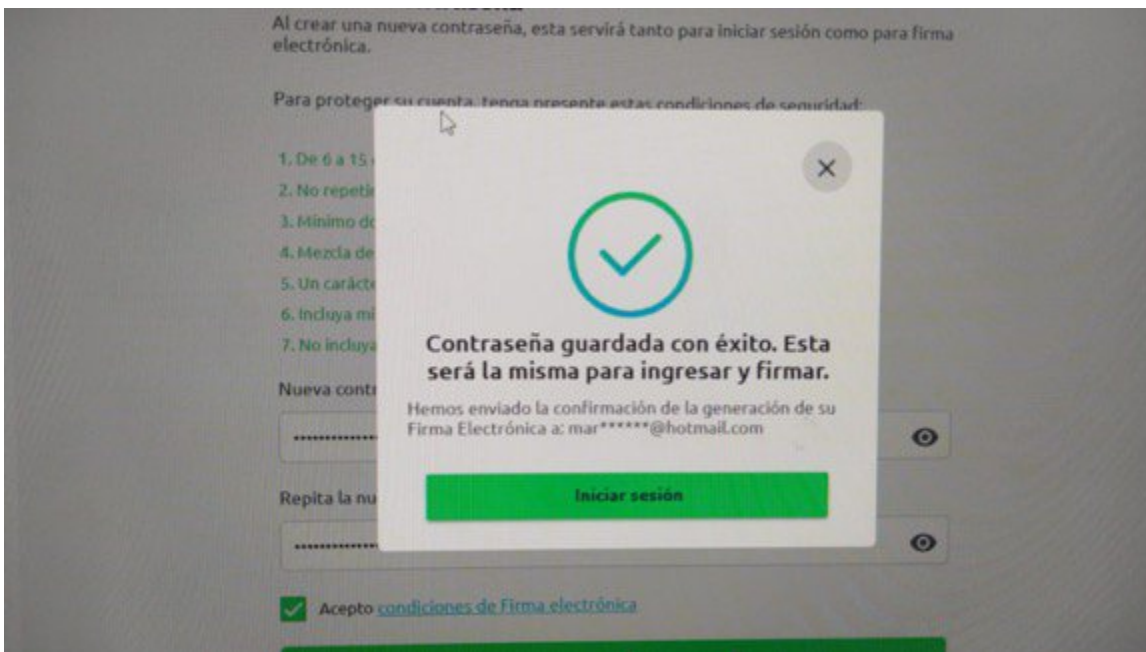 Al crear una nueva contraseña, esta servirá tanto para iniciar sesión como para firma
electrónica.
Para proteger su cuenta, tenga presente estas condiciones de seguridad:
1. De 6 a 15
2. No repetir
3. Mínimo do
4. Mezcla de
5. Un carácte
6. Incluya mi
7. No incluya
Contraseña guardada con éxito. Esta
será la misma para ingresar y firmar.
Hemos enviado la confirmación de la generación de su
Firma Electrónica a: mar******@hotmail.com
Iniciar sesión
Nueva contr
Repita la nu
Acepto condiciones de Firma electrónica